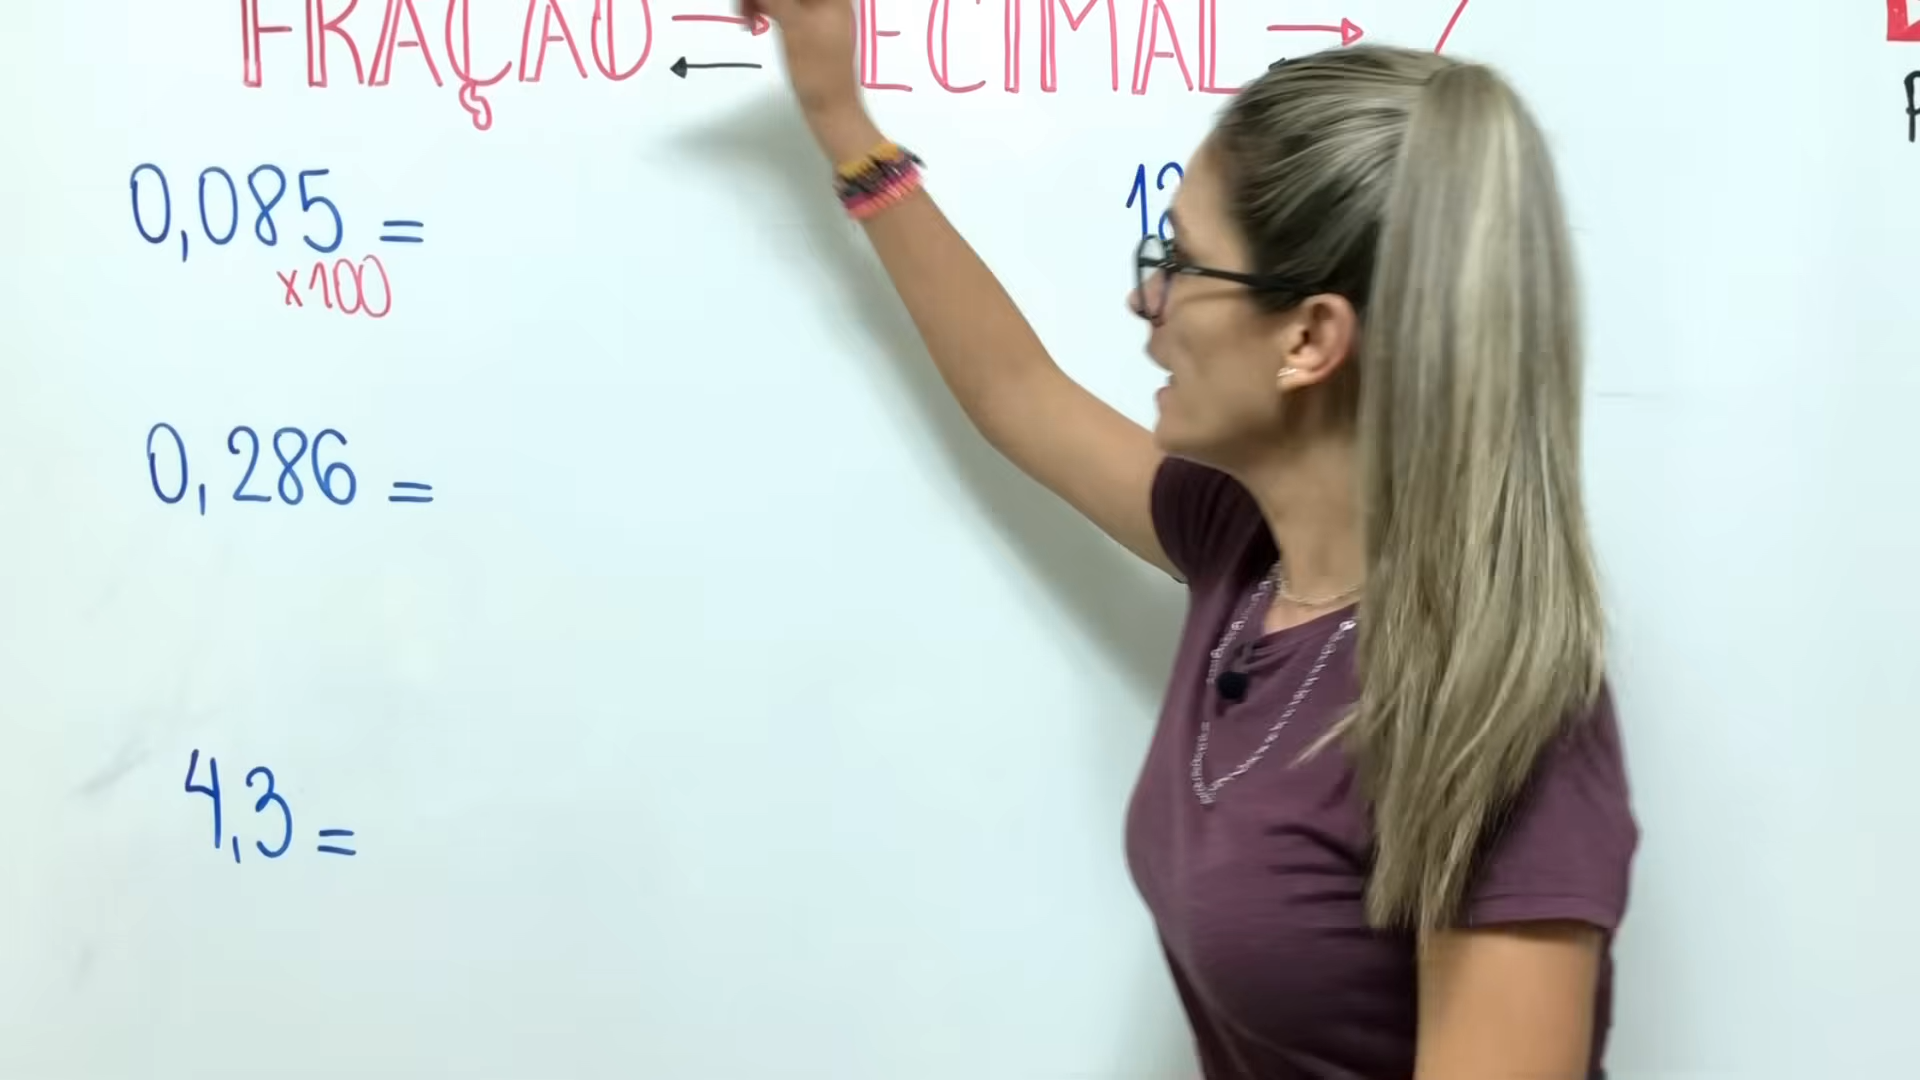 FRAÇÃO → ECIMAL →
←
0,085 =
x100
0,286 =
4,3 =